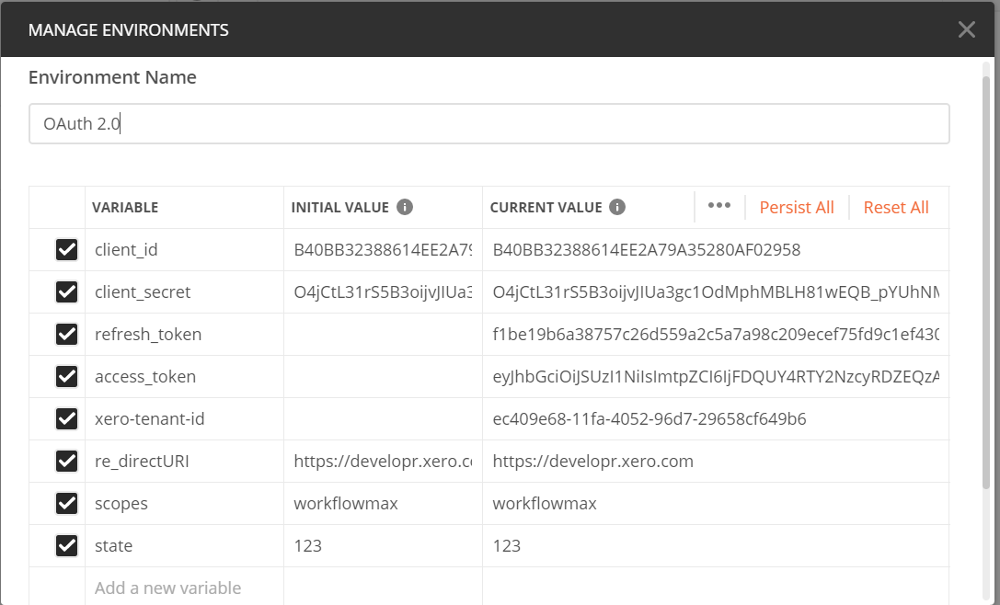 MANAGE ENVIRONMENTS
Environment Name
OAuth 2.0
VARIABLE INITIAL VALUE CURRENT VALUE Persist All Reset All
client_id B40BB32388614EE2A79 B40BB32388614EE2A79A35280AF02958
client_secret O4jCtL31rS5B3oijvJIUa3 O4jCtL31rS5B3oijvJIUa3gc1OdMphMBLH81wEQB_pYUhNM
refresh_token f1be19b6a38757c26d559a2c5a7a98c209ecef75fd9c1ef430
access_token eyJhbGciOiJSUzI1NiIsImtpZCI6IjFDQUY4RTY2NzcyRDZEQzA
xero-tenant-id ec409e68-11fa-4052-96d7-29658cf649b6
re_directURI https://developr.xero.co https://developr.xero.com
scopes workflowmax workflowmax
state 123 123
Add a new variable